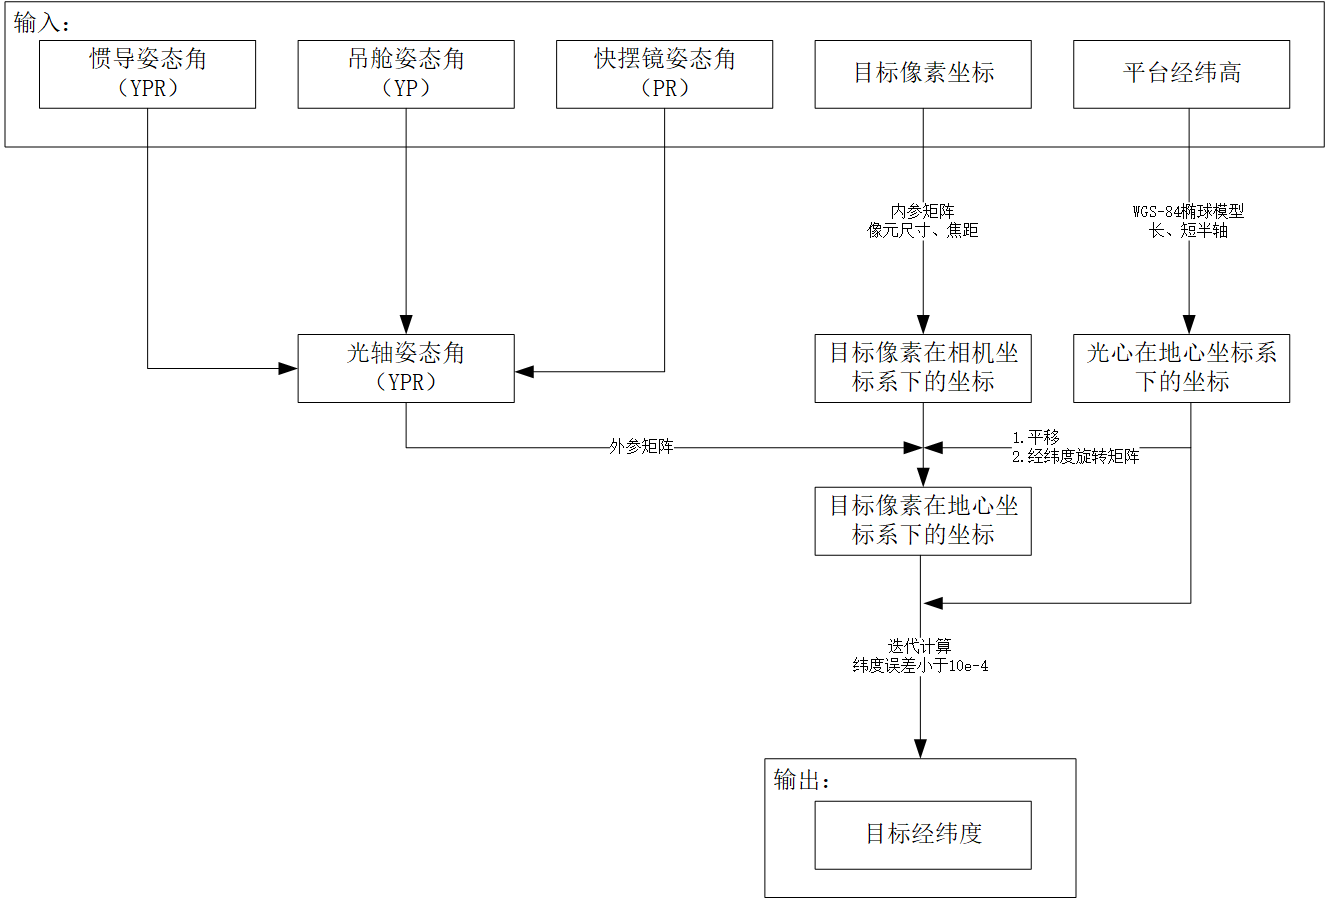 输入：
惯导姿态角
（YPR）
吊舱姿态角
（YP）
快摆镜姿态角
（PR）
目标像素坐标
平台经纬高
内参矩阵
像元尺寸、焦距
WGS-84椭球模型
长、短半轴
光轴姿态角
（YPR）
目标像素在相机坐
标系下的坐标
光心在地心坐标系
下的坐标
外参矩阵
1.平移
2.经纬度旋转矩阵
目标像素在地心坐
标系下的坐标
迭代计算
纬度误差小于10e-4
输出：
目标经纬度